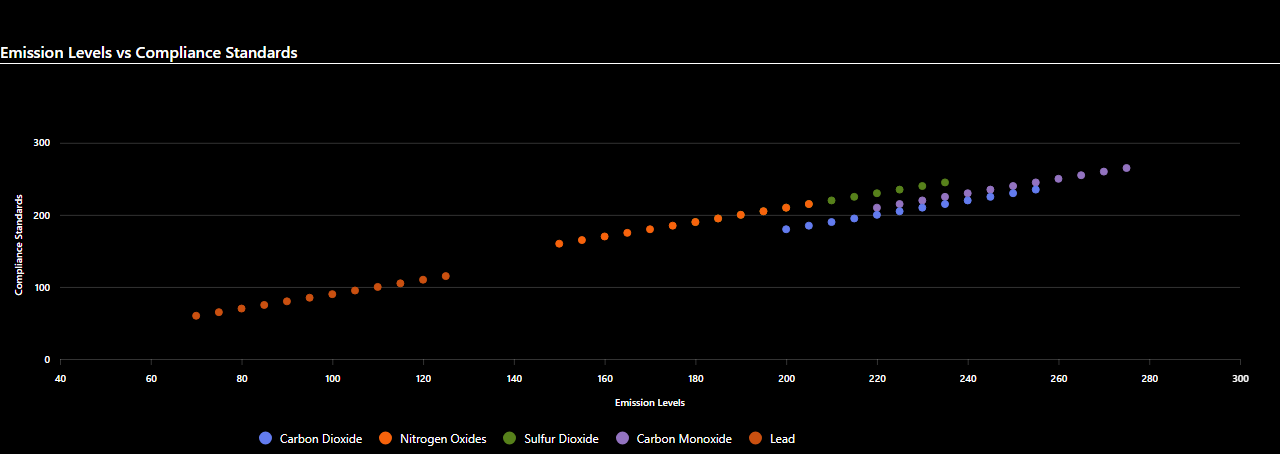 Emission Levels vs Compliance Standards
300
200
100
0
Compliance Standards
40 60 80 100 120 140 160 180 200 220 240 260 280 300
Emission Levels
Carbon Dioxide Nitrogen Oxides Sulfur Dioxide Carbon Monoxide Lead